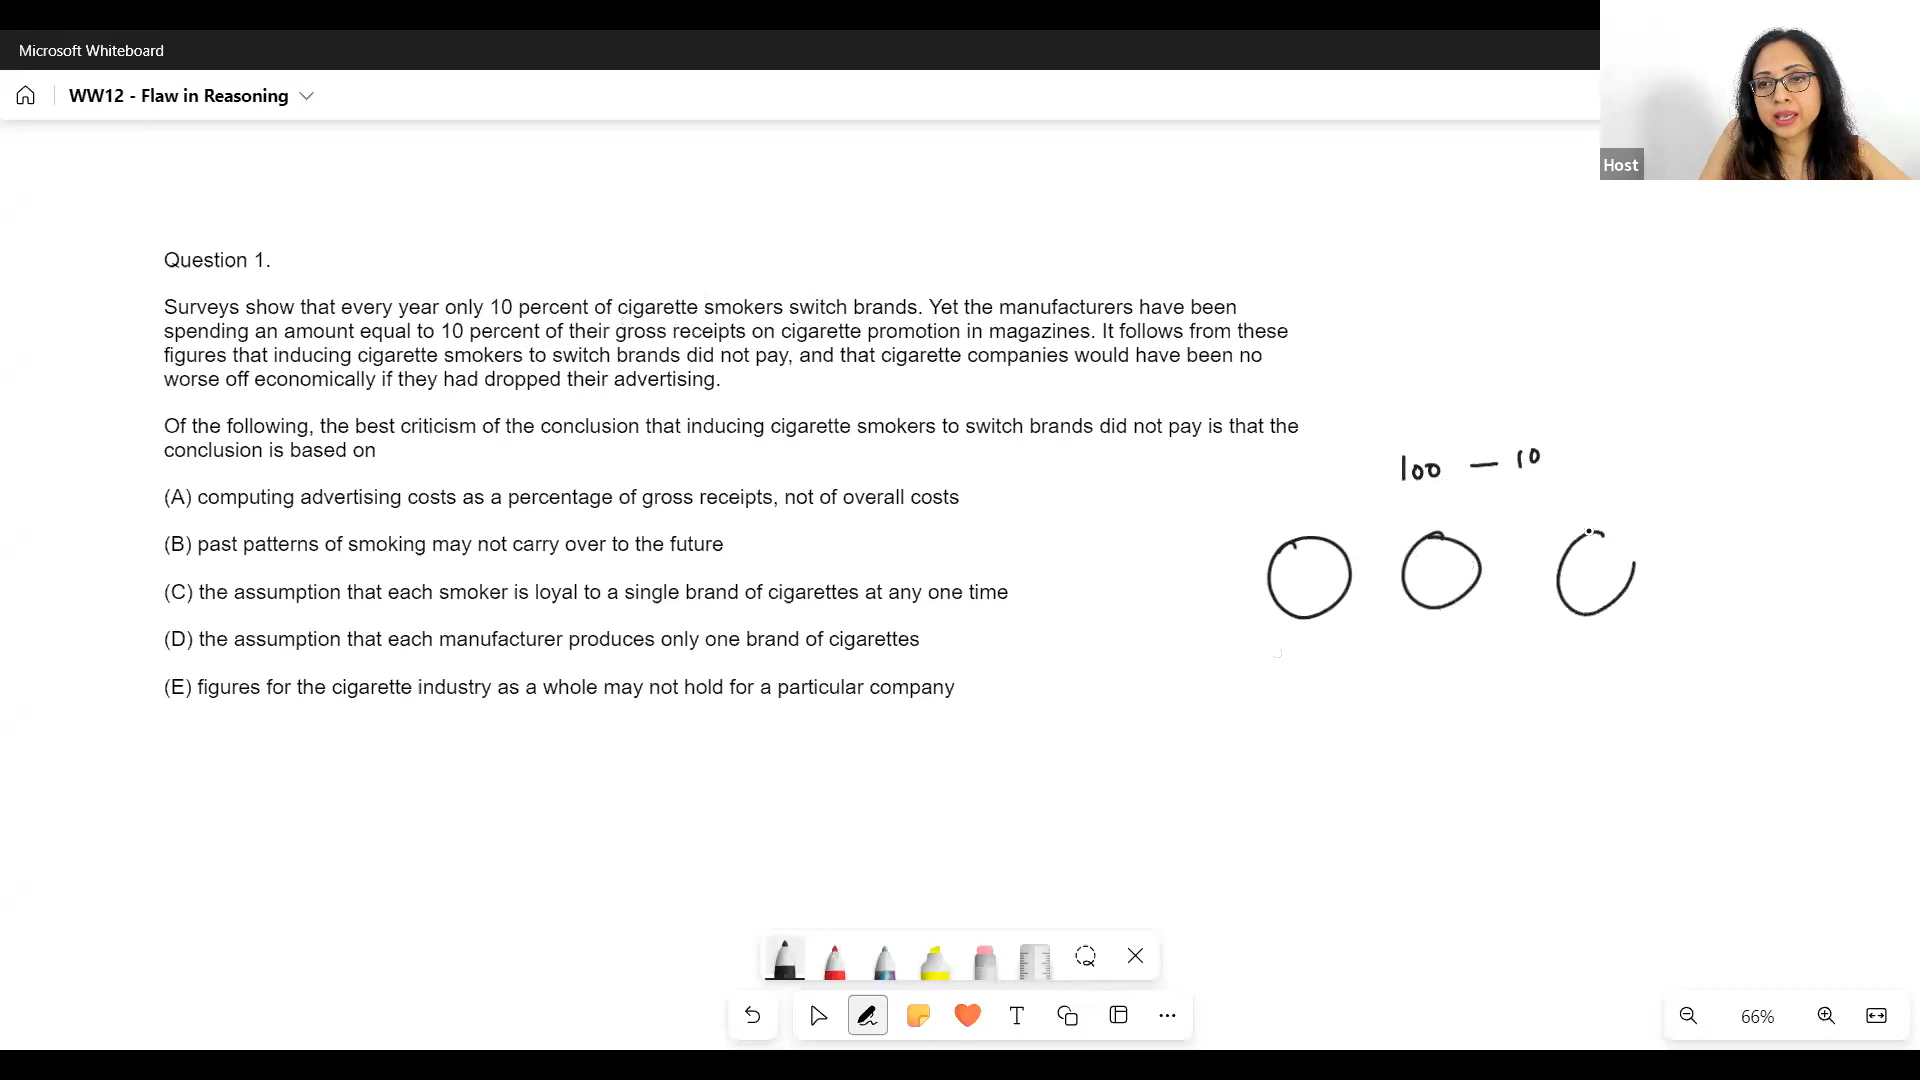 Microsoft Whiteboard
WW12 - Flaw in Reasoning
Host
Question 1.
Surveys show that every year only 10 percent of cigarette smokers switch brands. Yet the manufacturers have been
spending an amount equal to 10 percent of their gross receipts on cigarette promotion in magazines. It follows from these
figures that inducing cigarette smokers to switch brands did not pay, and that cigarette companies would have been no
worse off economically if they had dropped their advertising.
Of the following, the best criticism of the conclusion that inducing cigarette smokers to switch brands did not pay is that the
conclusion is based on
100 — 10
(A) computing advertising costs as a percentage of gross receipts, not of overall costs
(B) past patterns of smoking may not carry over to the future
(C) the assumption that each smoker is loyal to a single brand of cigarettes at any one time
(D) the assumption that each manufacturer produces only one brand of cigarettes
(E) figures for the cigarette industry as a whole may not hold for a particular company
66%